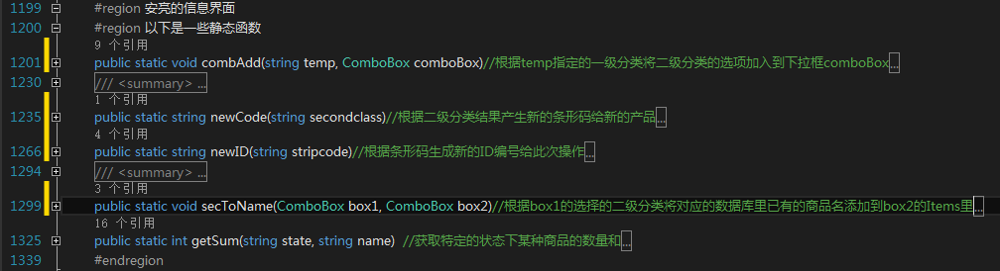 1199 #region 安亮的信息界面
1200 #region 以下是一些静态函数
9 个引用
1201 public static void combAdd(string temp, ComboBox comboBox)//根据temp指定的一级分类将二级分类的选项加入到下拉框comboBox...
1230 /// <summary> ...
1 个引用
1235 public static string newCode(string secondclass)//根据二级分类结果产生新的条形码给新的产品...
4 个引用
1266 public static string newID(string stripcode)//根据条形码生成新的ID编号给此次操作...
1294 /// <summary> ...
3 个引用
1299 public static void secToName(ComboBox box1, ComboBox box2)//根据box1的选择的二级分类将对应的数据库里已有的商品名添加到box2的Items里...
16 个引用
1325 public static int getSum(string state, string name) //获取特定的状态下某种商品的数量和...
1339 #endregion